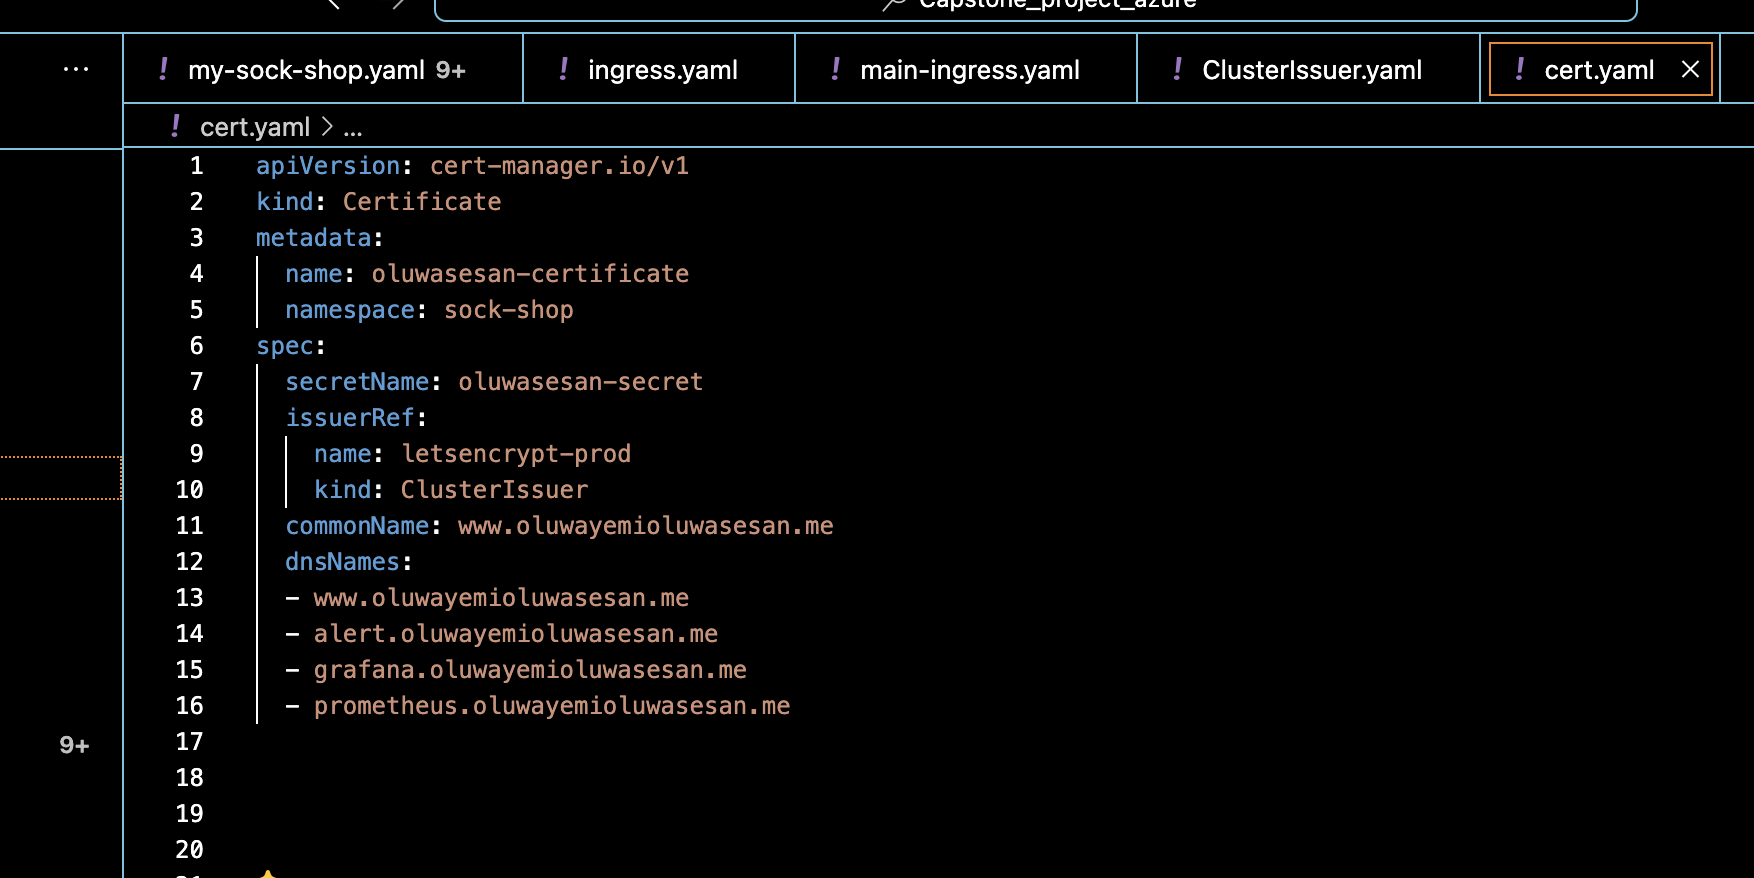 Capstone_project_azure
...
! my-sock-shop.yaml 9+
! ingress.yaml
! main-ingress.yaml
! ClusterIssuer.yaml
! cert.yaml ×
! cert.yaml > ...
1 apiVersion: cert-manager.io/v1
2 kind: Certificate
3 metadata:
4   name: oluwasesan-certificate
5   namespace: sock-shop
6 spec:
7   secretName: oluwasesan-secret
8   issuerRef:
9     name: letsencrypt-prod
10     kind: ClusterIssuer
11   commonName: www.oluwayemioluwasesan.me
12   dnsNames:
13   - www.oluwayemioluwasesan.me
14   - alert.oluwayemioluwasesan.me
15   - grafana.oluwayemioluwasesan.me
16   - prometheus.oluwayemioluwasesan.me
17
9+
18
19
20